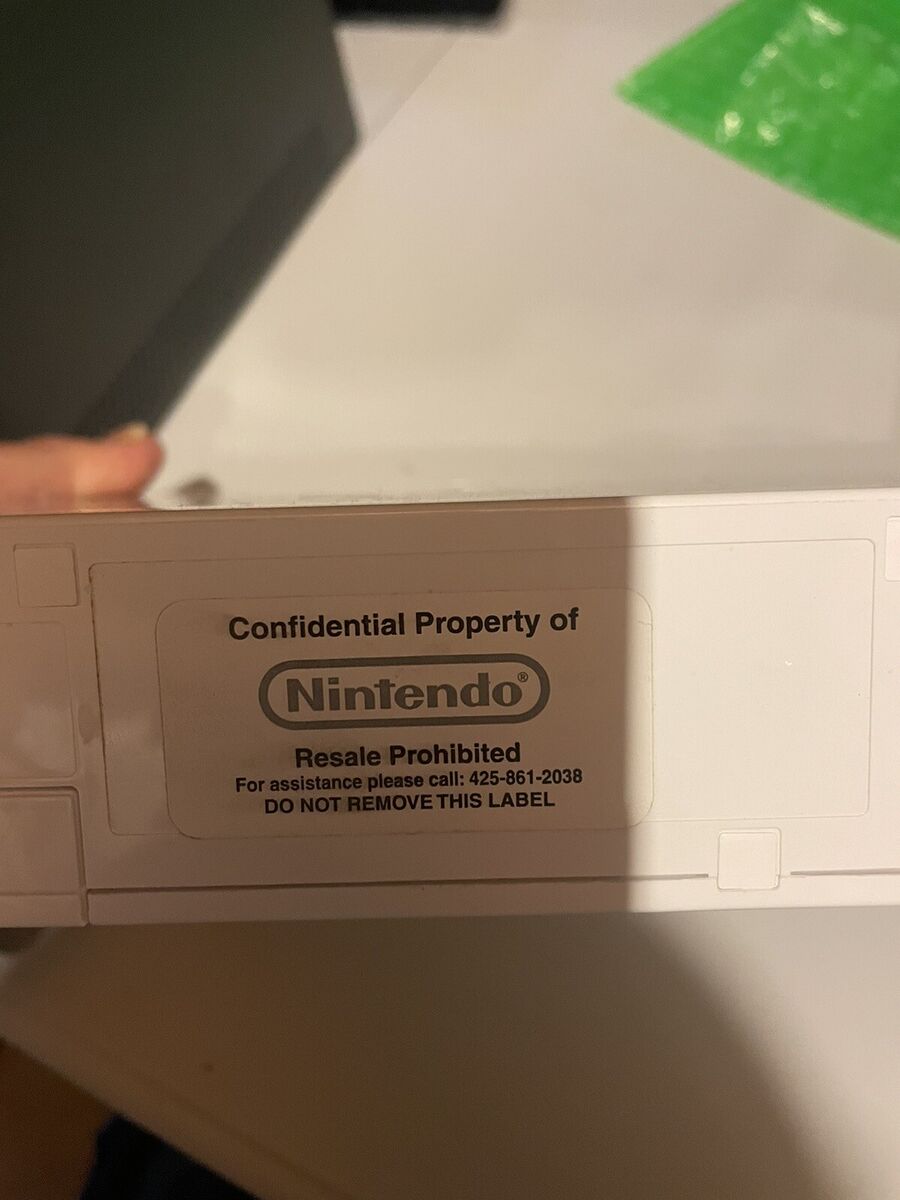 Confidential Property of
Nintendo®
Resale Prohibited
For assistance please call: 425-861-2038
DO NOT REMOVE THIS LABEL